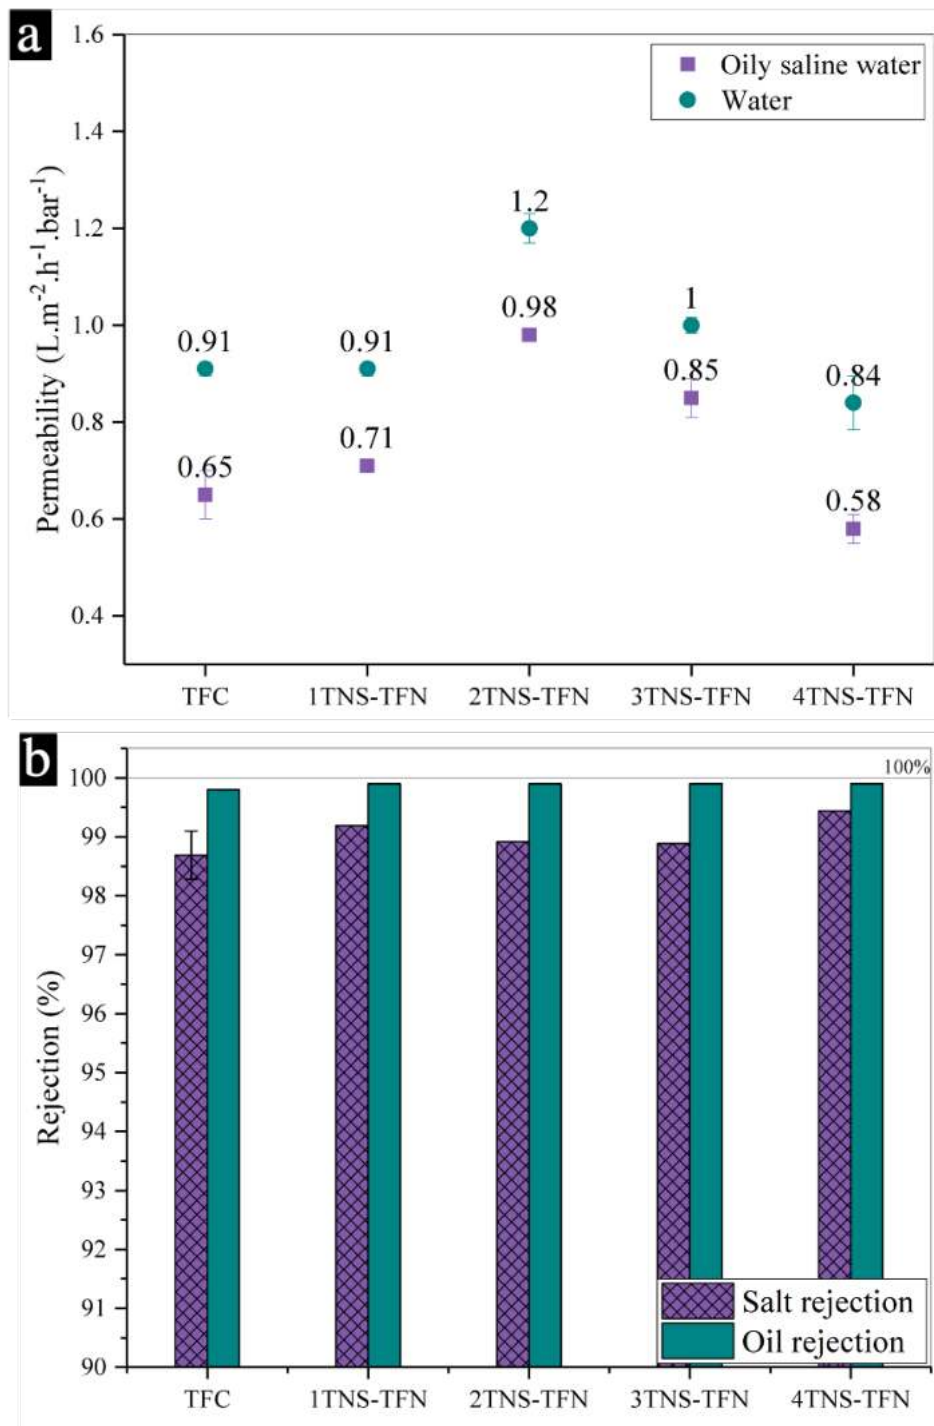 a
Permeability (L.m⁻².h⁻¹.bar⁻¹)
1.6
1.4
1.2
1.0
0.8
0.6
0.4
Oily saline water
Water
0.91
0.65
0.91
0.71
1.2
0.98
1
0.85
0.84
0.58
TFC 1TNS-TFN 2TNS-TFN 3TNS-TFN 4TNS-TFN
b
Rejection (%)
100
99
98
97
96
95
94
93
92
91
90
100%
Salt rejection
Oil rejection
TFC 1TNS-TFN 2TNS-TFN 3TNS-TFN 4TNS-TFN